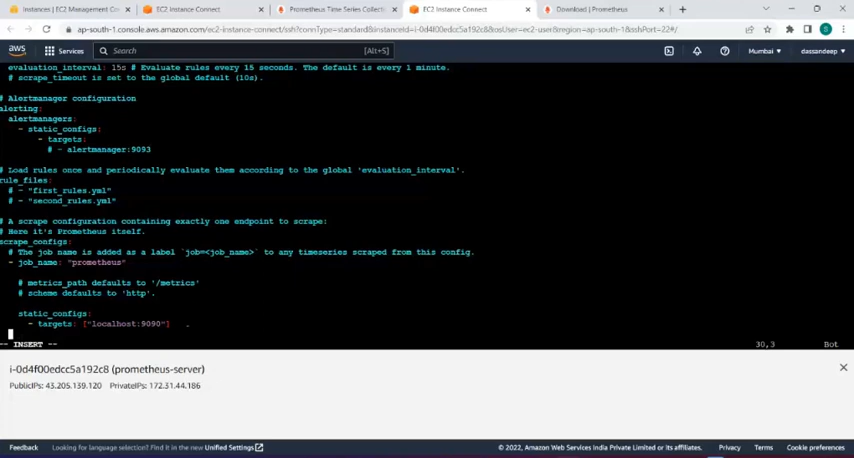 Instances | EC2 Management Co
EC2 Instance Connect
Prometheus Time Series Collecti
EC2 Instance Connect
Download | Prometheus
ap-south-1.console.aws.amazon.com/ec2-instance-connect/ssh?connType=standard&instanceId=i-0d4f00edcc5a192c8&osUser=ec2-user&region=ap-south-1&sshPort=22#/
S
aws
Services
Search
[Alt+S]
Mumbai
dassandeep
evaluation_interval: 15s # Evaluate rules every 15 seconds. The default is every 1 minute.
# scrape_timeout is set to the global default (10s).
# Alertmanager configuration
alerting:
alertmanagers:
- static_configs:
- targets:
# - alertmanager:9093
# Load rules once and periodically evaluate them according to the global 'evaluation_interval'.
rule_files:
# - "first_rules.yml"
# - "second_rules.yml"
# A scrape configuration containing exactly one endpoint to scrape:
# Here it's Prometheus itself.
scrape_configs:
# The job name is added as a label `job=<job_name>` to any timeseries scraped from this config.
- job_name: "prometheus"
# metrics_path defaults to '/metrics'
# scheme defaults to 'http'.
static_configs:
- targets: ["localhost:9090"]
-- INSERT --
30,3
Bot
i-0d4f00edcc5a192c8 (prometheus-server)
PublicIPs: 43.205.139.120 PrivateIPs: 172.31.44.186
Feedback
Looking for language selection? Find it in the new Unified Settings
© 2022, Amazon Web Services India Private Limited or its affiliates.
Privacy
Terms
Cookie preferences